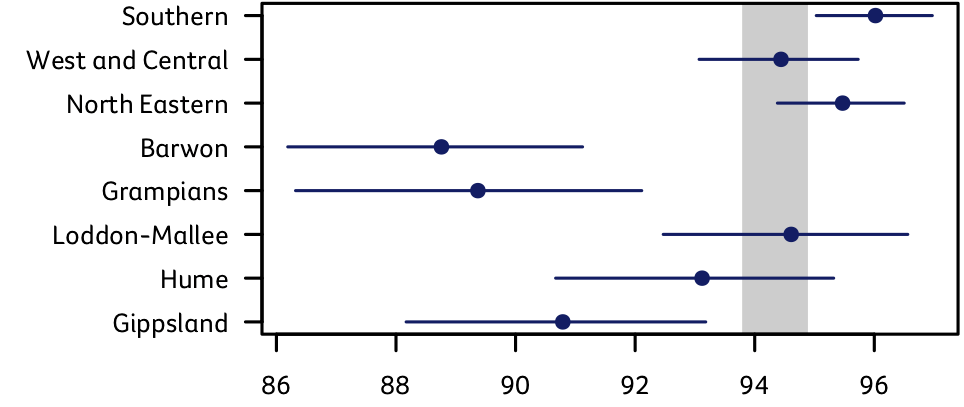 Southern
West and Central
North Eastern
Barwon
Grampians
Loddon-Mallee
Hume
Gippsland
86 88 90 92 94 96